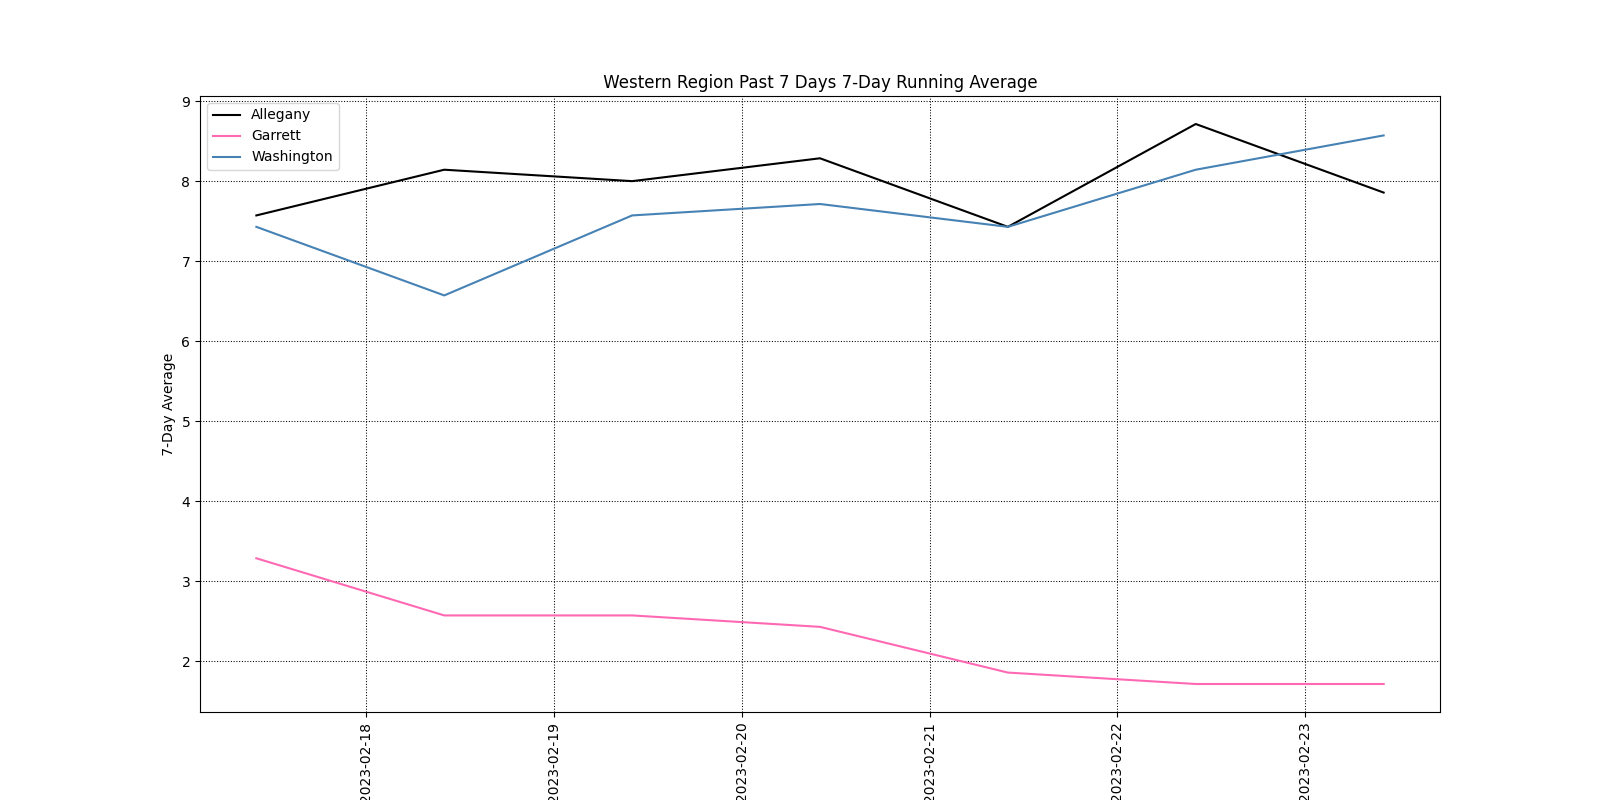 Western Region Past 7 Days 7-Day Running Average
Allegany
Garrett
Washington
7-Day Average
9
8
7
6
5
4
3
2
2023-02-18
2023-02-19
2023-02-20
2023-02-21
2023-02-22
2023-02-23